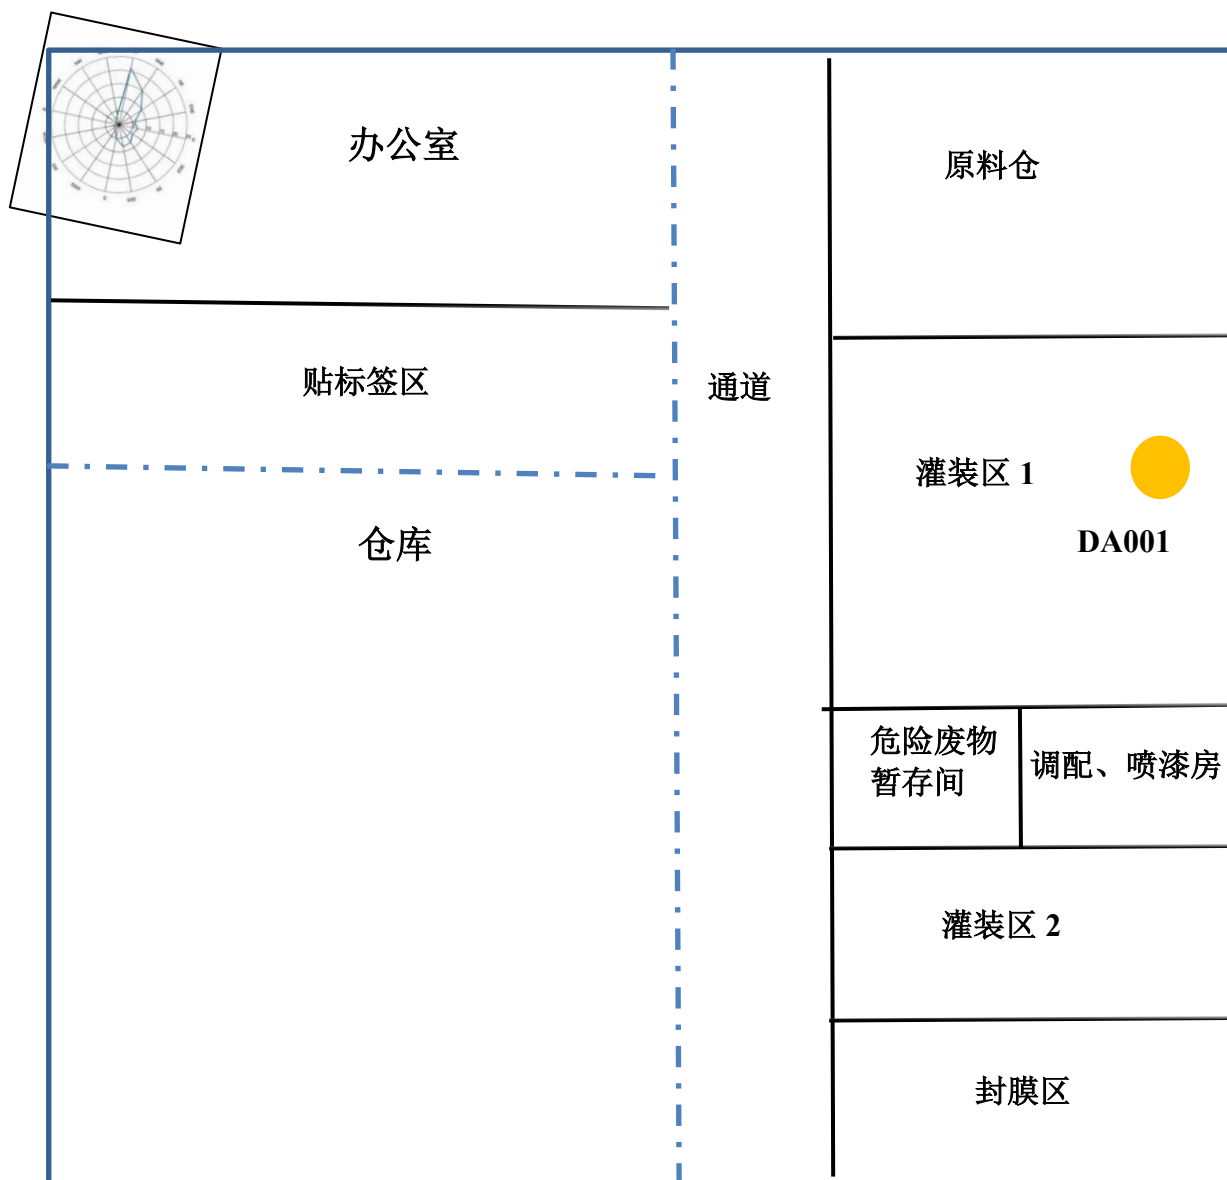 办公室
原料仓
贴标签区
通道
灌装区 1
仓库
DA001
危险废物
暂存间
调配、喷漆房
灌装区 2
封膜区